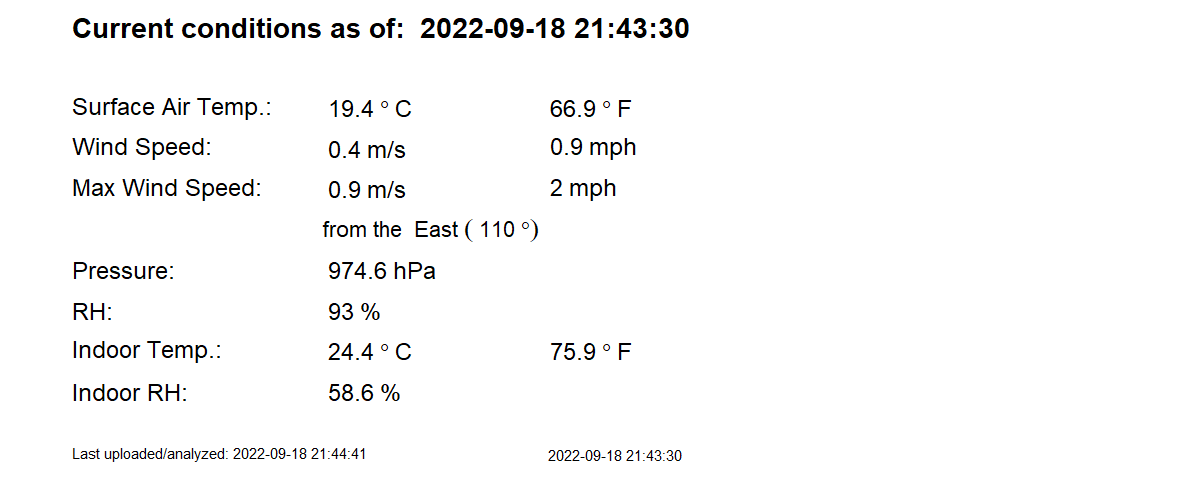 Current conditions as of: 2022-09-18 21:43:30
Surface Air Temp.: 19.4 ° C 66.9 ° F
Wind Speed: 0.4 m/s 0.9 mph
Max Wind Speed: 0.9 m/s 2 mph
from the East ( 110 °)
Pressure: 974.6 hPa
RH: 93 %
Indoor Temp.: 24.4 ° C 75.9 ° F
Indoor RH: 58.6 %
Last uploaded/analyzed: 2022-09-18 21:44:41 2022-09-18 21:43:30